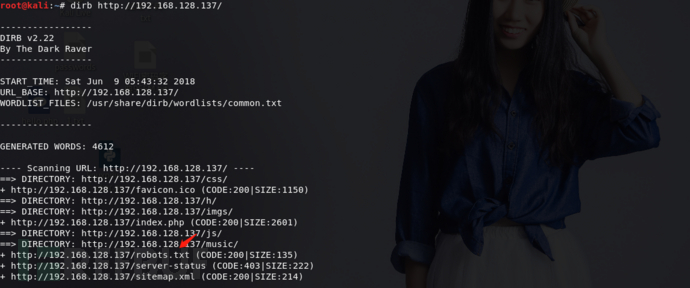 root@kali:~# dirb http://192.168.128.137/
-----------------
DIRB v2.22
By The Dark Raver
-----------------
START_TIME: Sat Jun  9 05:43:32 2018
URL_BASE: http://192.168.128.137/
WORDLIST_FILES: /usr/share/dirb/wordlists/common.txt
-----------------
GENERATED WORDS: 4612
---- Scanning URL: http://192.168.128.137/ ----
==> DIRECTORY: http://192.168.128.137/css/
+ http://192.168.128.137/favicon.ico (CODE:200|SIZE:1150)
==> DIRECTORY: http://192.168.128.137/h/
==> DIRECTORY: http://192.168.128.137/imgs/
+ http://192.168.128.137/index.php (CODE:200|SIZE:2601)
==> DIRECTORY: http://192.168.128.137/js/
==> DIRECTORY: http://192.168.128.137/music/
+ http://192.168.128.137/robots.txt (CODE:200|SIZE:135)
+ http://192.168.128.137/server-status (CODE:403|SIZE:222)
+ http://192.168.128.137/sitemap.xml (CODE:200|SIZE:214)